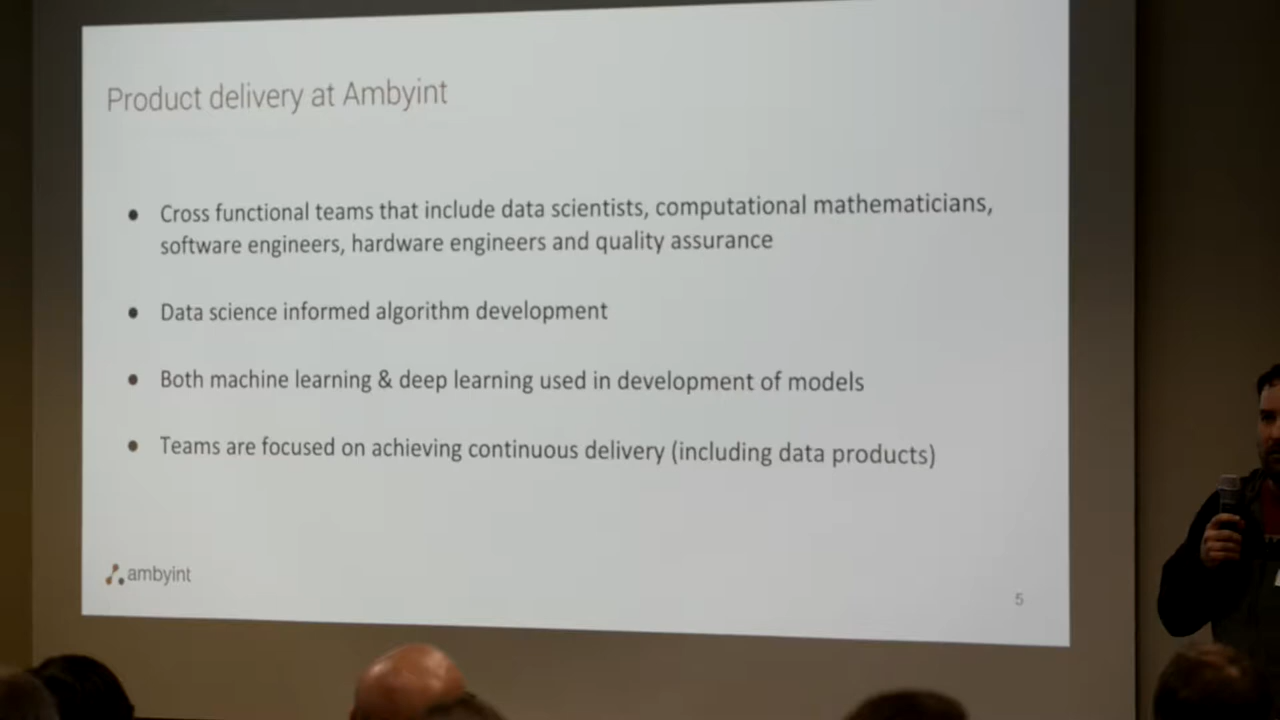 Product delivery at Ambyint
● Cross functional teams that include data scientists, computational mathematicians,
software engineers, hardware engineers and quality assurance
● Data science informed algorithm development
● Both machine learning & deep learning used in development of models
● Teams are focused on achieving continuous delivery (including data products)
ambyint
5